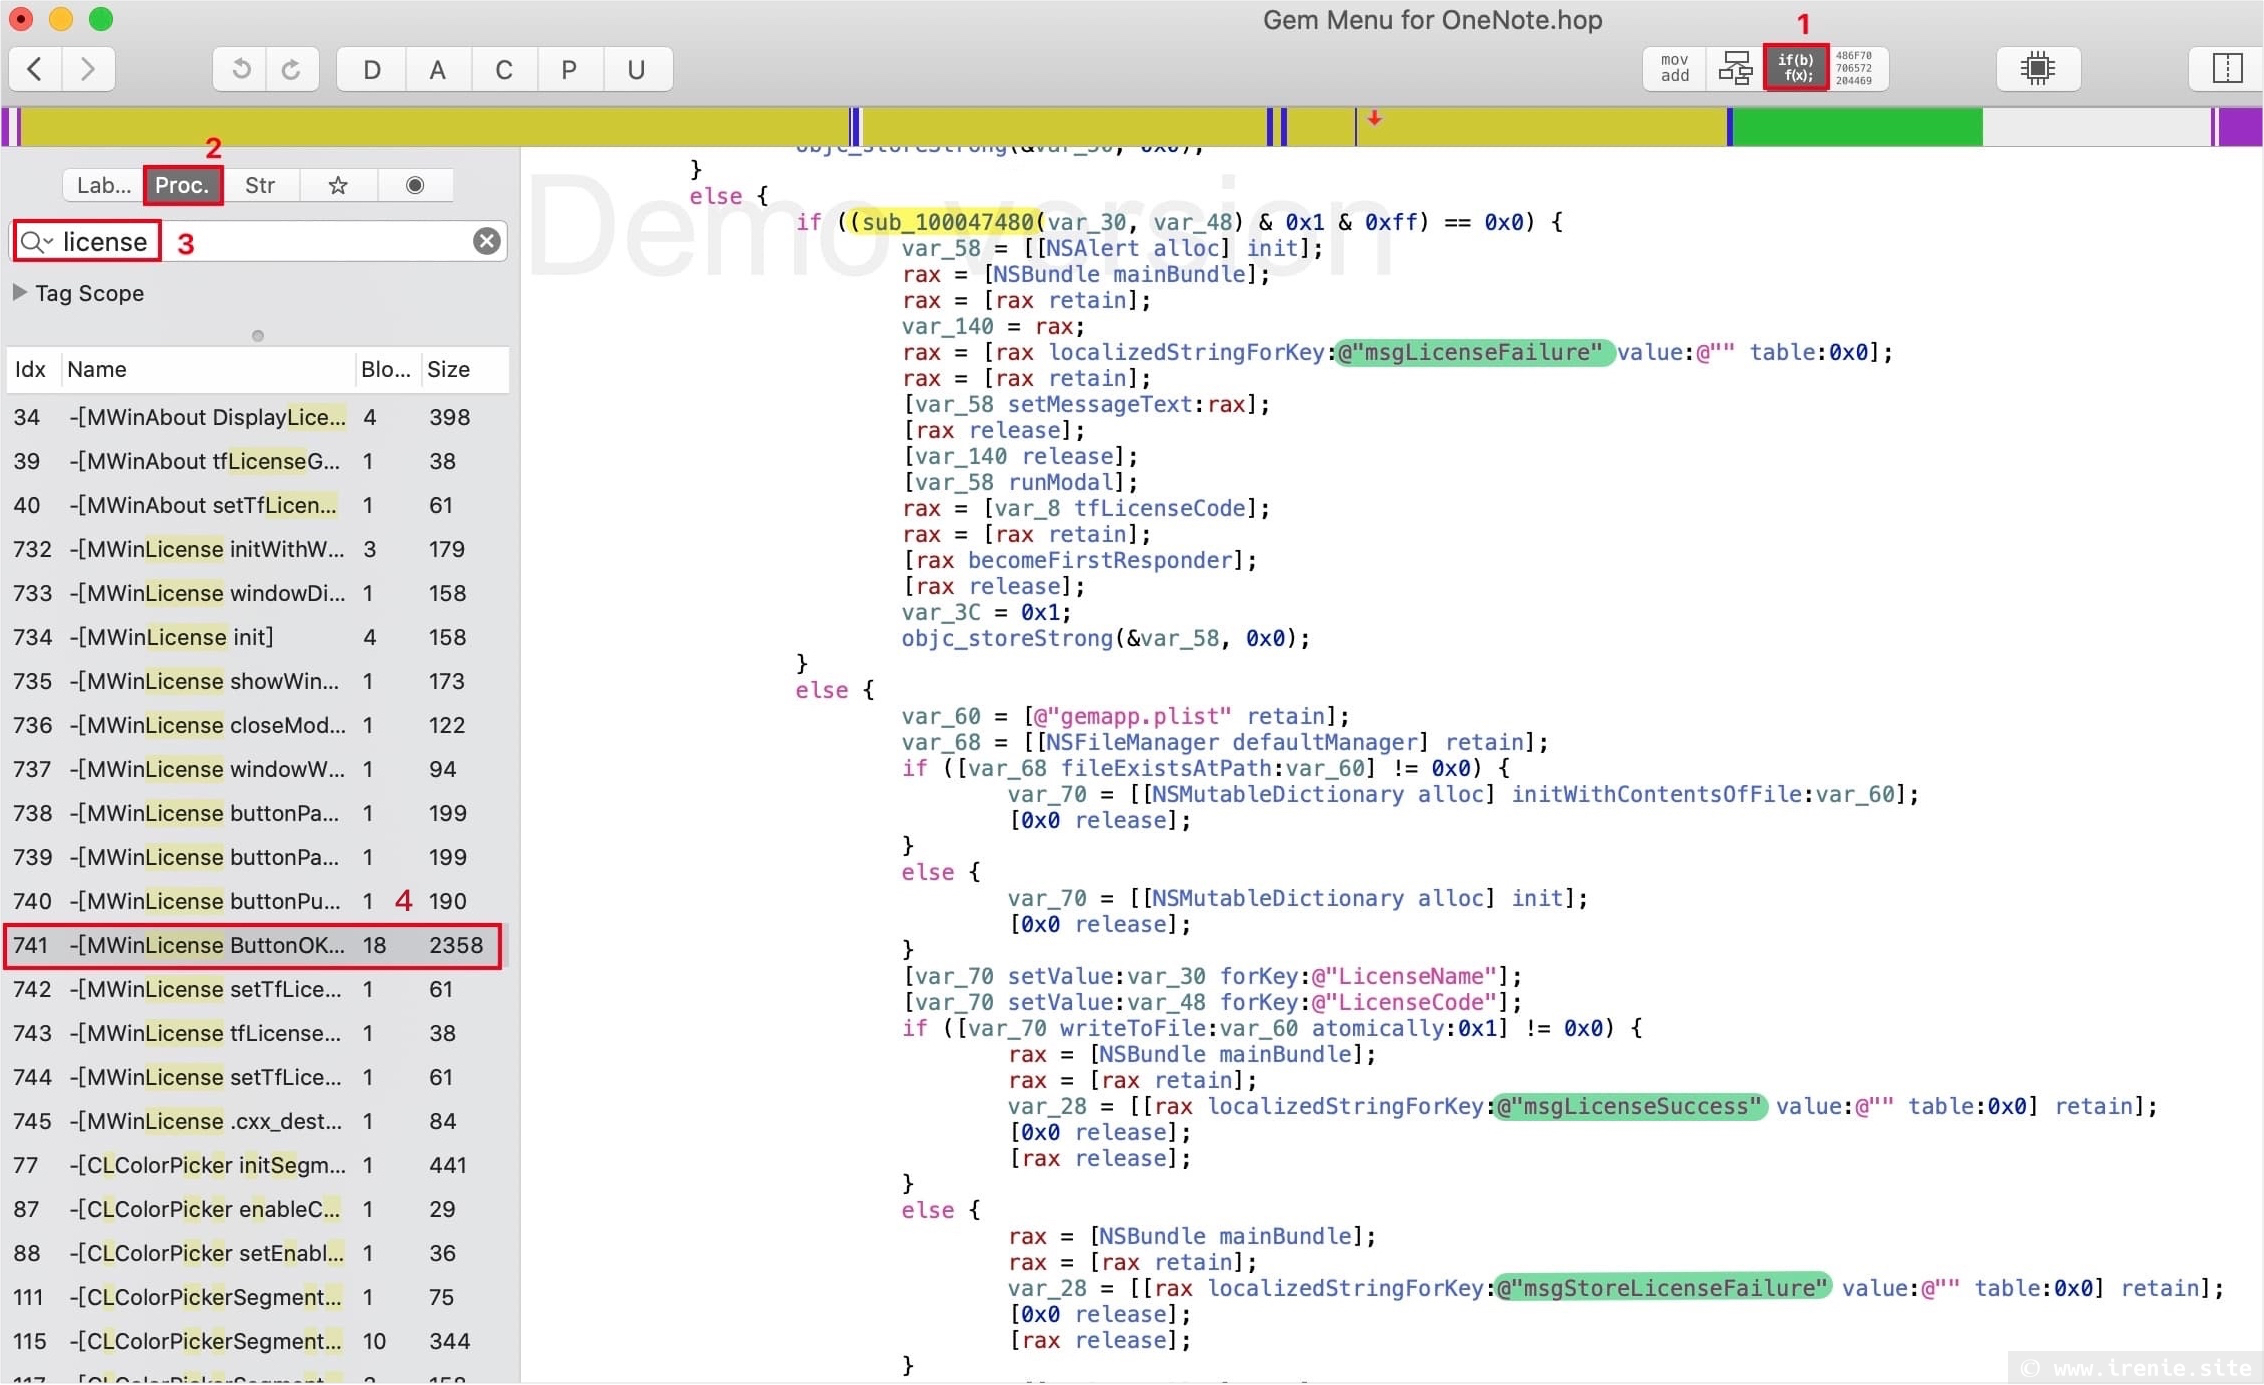 Gem Menu for OneNote.hop
1
D A C P U
mov add
if(b) f(x);
486F70 706572 204469
2
Lab... Proc. Str
license 3
Tag Scope
Idx Name Blo... Size
34 -[MWinAbout DisplayLice... 4 398
39 -[MWinAbout tfLicenseG... 1 38
40 -[MWinAbout setTfLicen... 1 61
732 -[MWinLicense initWithW... 3 179
733 -[MWinLicense windowDi... 1 158
734 -[MWinLicense init] 4 158
735 -[MWinLicense showWin... 1 173
736 -[MWinLicense closeMod... 1 122
737 -[MWinLicense windowW... 1 94
738 -[MWinLicense buttonPa... 1 199
739 -[MWinLicense buttonPa... 1 199
740 -[MWinLicense buttonPu... 1 4 190
741 -[MWinLicense ButtonOK... 18 2358
742 -[MWinLicense setTfLice... 1 61
743 -[MWinLicense tfLicense... 1 38
744 -[MWinLicense setTfLice... 1 61
745 -[MWinLicense .cxx_dest... 1 84
77 -[CLColorPicker initSegm... 1 441
87 -[CLColorPicker enableC... 1 29
88 -[CLColorPicker setEnabl... 1 36
111 -[CLColorPickerSegment... 1 75
115 -[CLColorPickerSegment... 10 344
Demo version
objc_storeStrong(&var_50, 0x0);
}
else {
if ((sub_100047480(var_30, var_48) & 0x1 & 0xff) == 0x0) {
var_58 = [[NSAlert alloc] init];
rax = [NSBundle mainBundle];
rax = [rax retain];
var_140 = rax;
rax = [rax localizedStringForKey:@"msgLicenseFailure" value:@"" table:0x0];
rax = [rax retain];
[var_58 setMessageText:rax];
[rax release];
[var_140 release];
[var_58 runModal];
rax = [var_8 tfLicenseCode];
rax = [rax retain];
[rax becomeFirstResponder];
[rax release];
var_3C = 0x1;
objc_storeStrong(&var_58, 0x0);
}
else {
var_60 = [@"gemapp.plist" retain];
var_68 = [[NSFileManager defaultManager] retain];
if ([var_68 fileExistsAtPath:var_60] != 0x0) {
var_70 = [[NSMutableDictionary alloc] initWithContentsOfFile:var_60];
[0x0 release];
}
else {
var_70 = [[NSMutableDictionary alloc] init];
[0x0 release];
}
[var_70 setValue:var_30 forKey:@"LicenseName"];
[var_70 setValue:var_48 forKey:@"LicenseCode"];
if ([var_70 writeToFile:var_60 atomically:0x1] != 0x0) {
rax = [NSBundle mainBundle];
rax = [rax retain];
var_28 = [[rax localizedStringForKey:@"msgLicenseSuccess" value:@"" table:0x0] retain];
[0x0 release];
[rax release];
}
else {
rax = [NSBundle mainBundle];
rax = [rax retain];
var_28 = [[rax localizedStringForKey:@"msgStoreLicenseFailure" value:@"" table:0x0] retain];
[0x0 release];
[rax release];
}
© www.irenie.site